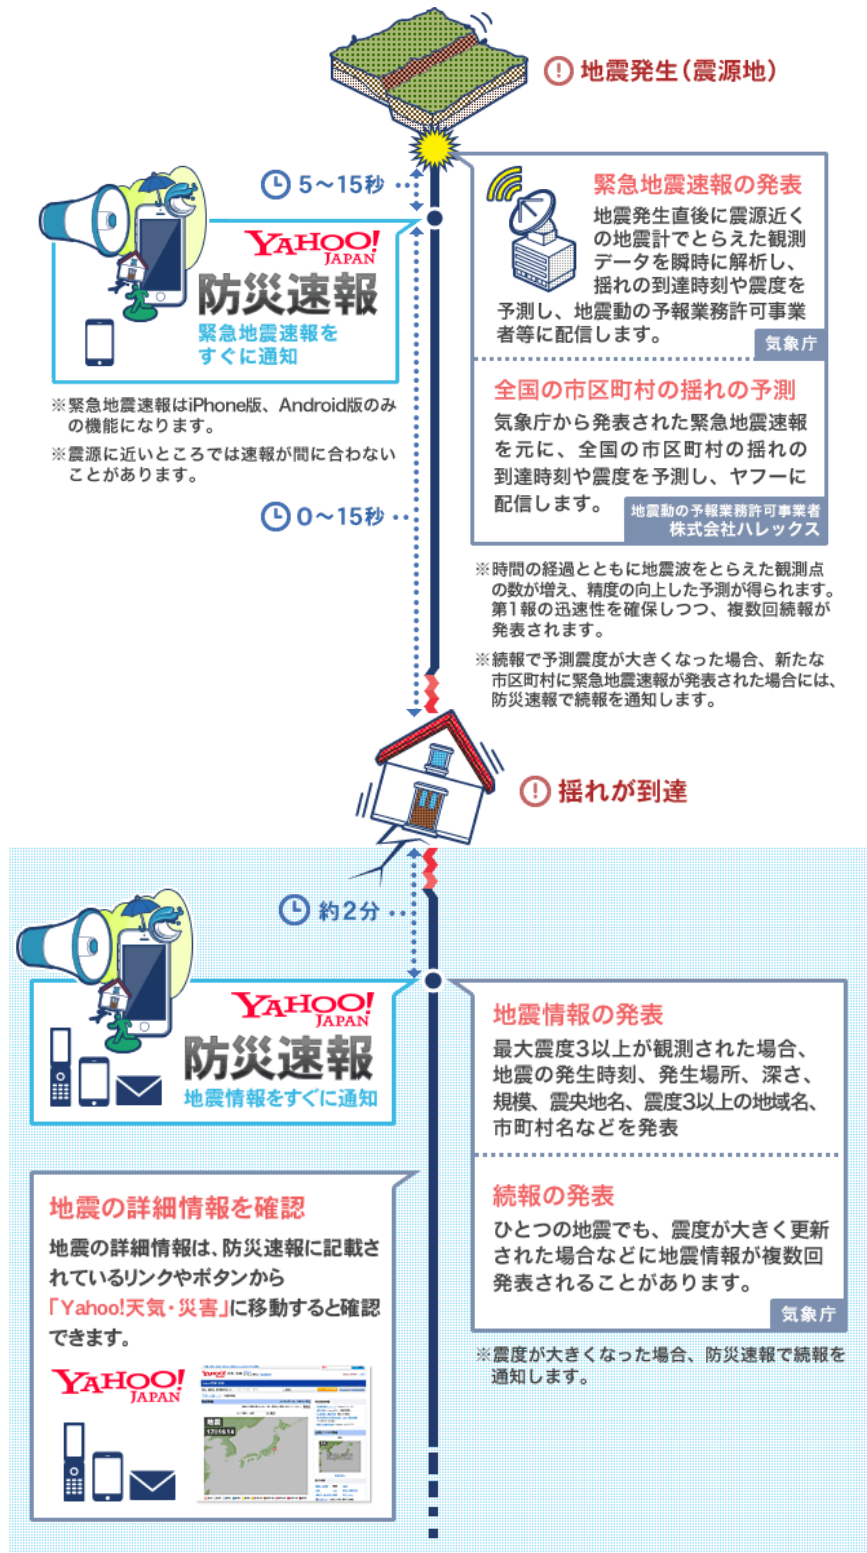 地震発生(震源地)
5～15秒
YAHOO!
JAPAN
防災速報
緊急地震速報を
すぐに通知
※緊急地震速報はiPhone版、Android版のみ
の機能になります。
※震源に近いところでは速報が間に合わない
ことがあります。
緊急地震速報の発表
地震発生直後に震源近く
の地震計でとらえた観測
データを瞬時に解析し、
揺れの到達時刻や震度を
予測し、地震動の予報業務許可事業
者等に配信します。
気象庁
全国の市区町村の揺れの予測
気象庁から発表された緊急地震速報
を元に、全国の市区町村の揺れの
到達時刻や震度を予測し、ヤフーに
配信します。
地震動の予報業務許可事業者
株式会社ハレックス
0～15秒
※時間の経過とともに地震波をとらえた観測点
の数が増え、精度の向上した予測が得られます。
第1報の迅速性を確保しつつ、複数回続報が
発表されます。
※続報で予測震度が大きくなった場合、新たな
市区町村に緊急地震速報が発表された場合には、
防災速報で続報を通知します。
揺れが到達
約2分
YAHOO!
JAPAN
防災速報
地震情報をすぐに通知
地震情報の発表
最大震度3以上が観測された場合、
地震の発生時刻、発生場所、深さ、
規模、震央地名、震度3以上の地域名、
市町村名などを発表
続報の発表
ひとつの地震でも、震度が大きく更新
された場合などに地震情報が複数回
発表されることがあります。
気象庁
※震度が大きくなった場合、防災速報で続報を
通知します。
地震の詳細情報を確認
地震の詳細情報は、防災速報に記載さ
れているリンクやボタンから
「Yahoo!天気・災害」に移動すると確認
できます。
YAHOO!
JAPAN
地震